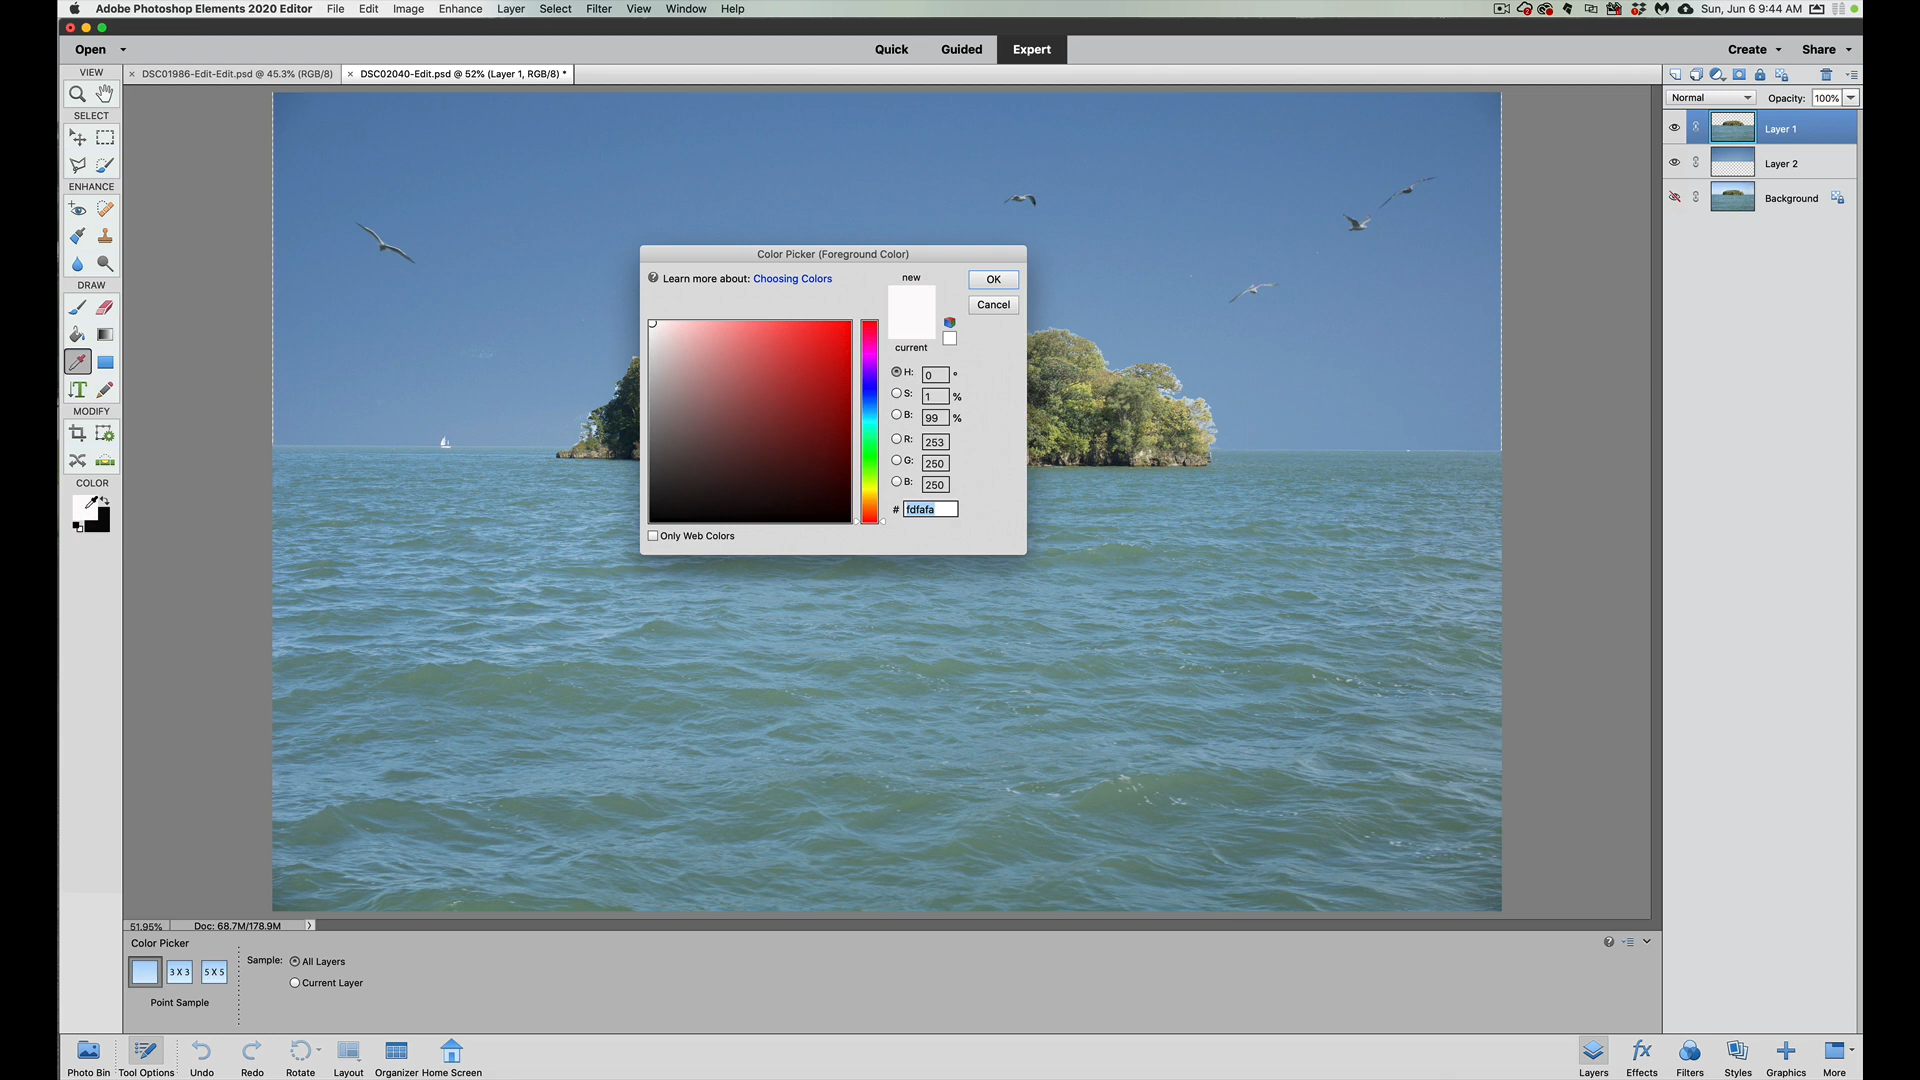 Adobe Photoshop Elements 2020 Editor File Edit Image Enhance Layer Select Filter View Window Help Sun, Jun 6 9:44 AM
Open Quick Guided Expert Create Share
VIEW × DSC01986-Edit-Edit.psd @ 45.3% (RGB/8) × DSC02040-Edit.psd @ 52% (Layer 1, RGB/8) *
Normal Opacity: 100%
SELECT
Layer 1
Layer 2
ENHANCE
Background
Color Picker (Foreground Color)
Learn more about: Choosing Colors new OK
DRAW
Cancel
current
H: 0 °
S: 1 %
MODIFY
B: 99 %
R: 253
G: 250
COLOR
B: 250
# fdfafa
Only Web Colors
51.95% Doc: 68.7M/178.9M
Color Picker
Sample: All Layers
3 X 3 5 X 5
Current Layer
Point Sample
Photo Bin Tool Options Undo Redo Rotate Layout Organizer Home Screen Layers Effects Filters Styles Graphics More
fx
T